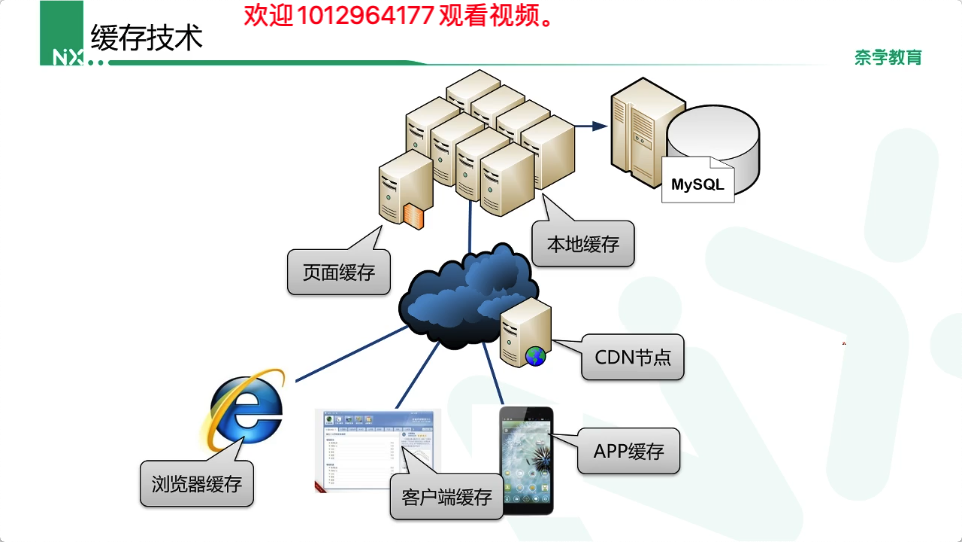 欢迎1012964177观看视频。
NX
缓存技术
奈学教育
MySQL
本地缓存
页面缓存
CDN节点
APP缓存
浏览器缓存
客户端缓存